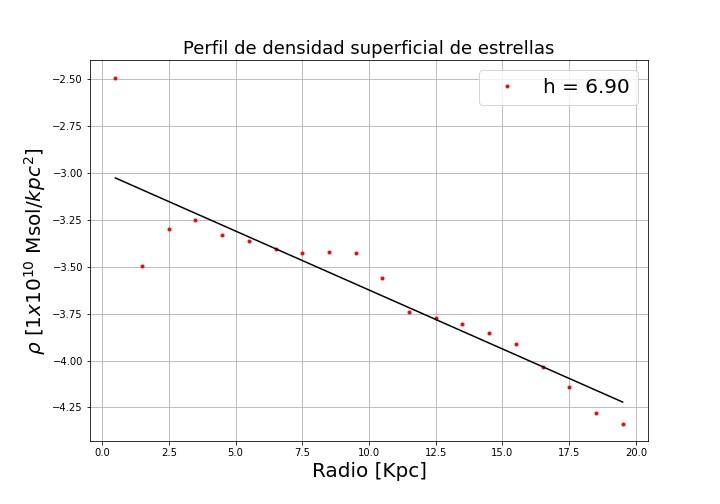 Perfil de densidad superficial de estrellas
h = 6.90
ρ [1x10¹⁰ Msol/kpc²]
−2.50
−2.75
−3.00
−3.25
−3.50
−3.75
−4.00
−4.25
0.0 2.5 5.0 7.5 10.0 12.5 15.0 17.5 20.0
Radio [Kpc]